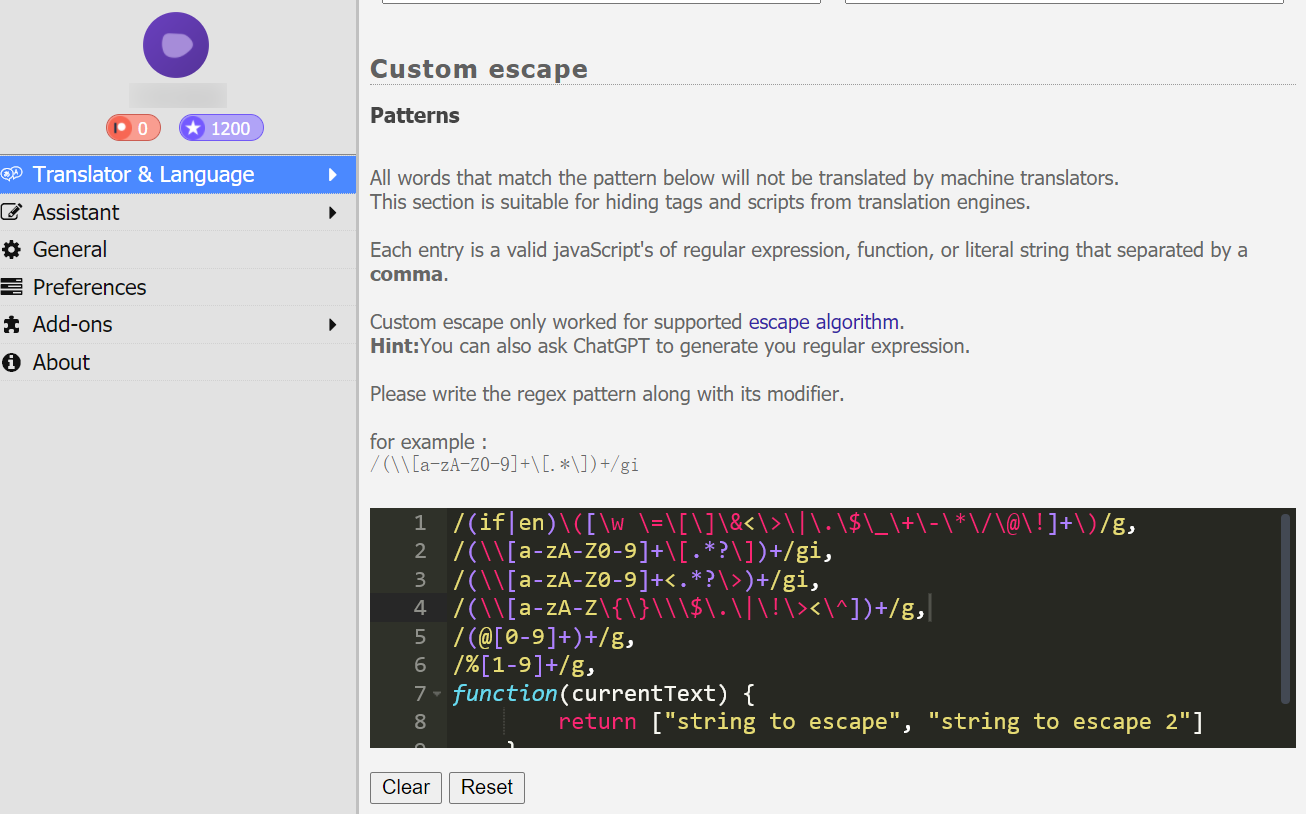 0
1200
Translator & Language
Assistant
General
Preferences
Add-ons
About
Custom escape
Patterns
All words that match the pattern below will not be translated by machine translators.
This section is suitable for hiding tags and scripts from translation engines.
Each entry is a valid javaScript's of regular expression, function, or literal string that separated by a
comma.
Custom escape only worked for supported escape algorithm.
Hint:You can also ask ChatGPT to generate you regular expression.
Please write the regex pattern along with its modifier.
for example :
/(\\[a-zA-Z0-9]+\[.*\])+/gi
1 /(if|en)\([\w \=\[\]\&<\>\|\.\$\_\+\-\*\/\@\!]+\)/g,
2 /(\\[a-zA-Z0-9]+\[.*?\])+/gi,
3 /(\\[a-zA-Z0-9]+<.*?\>)+/gi,
4 /(\\[a-zA-Z\{\}\\\$\.\|\!\><\^])+/g,
5 /(@[0-9]+)+/g,
6 /%[1-9]+/g,
7 function(currentText) {
8 return ["string to escape", "string to escape 2"]
Clear Reset